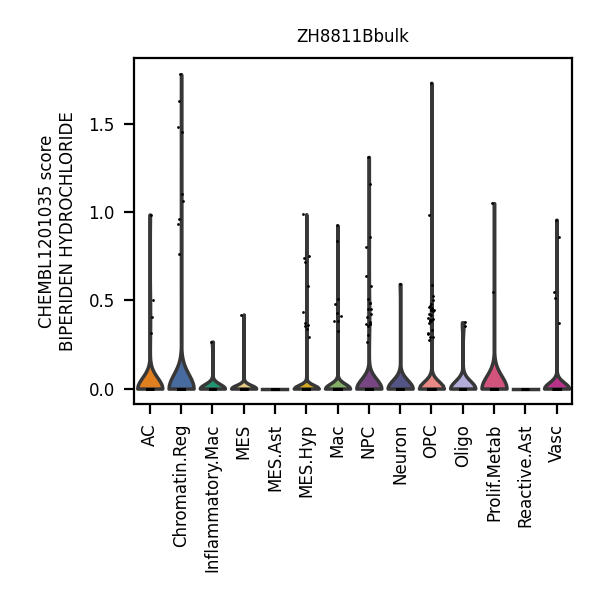 ZH8811Bbulk
CHEMBL1201035 score
BIPERIDEN HYDROCHLORIDE
1.5
1.0
0.5
0.0
AC
Chromatin.Reg
Inflammatory.Mac
MES
MES.Ast
MES.Hyp
Mac
NPC
Neuron
OPC
Oligo
Prolif.Metab
Reactive.Ast
Vasc